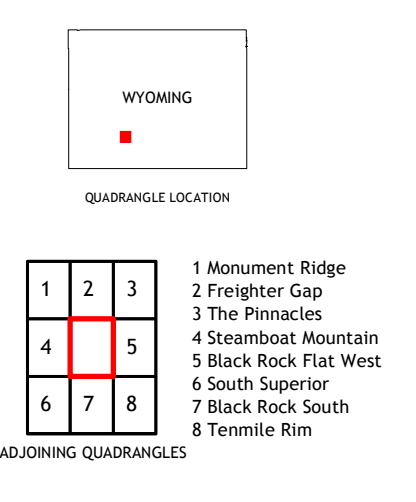 WYOMING
QUADRANGLE LOCATION
1 2 3
4 5
6 7 8
1 Monument Ridge
2 Freighter Gap
3 The Pinnacles
4 Steamboat Mountain
5 Black Rock Flat West
6 South Superior
7 Black Rock South
8 Tenmile Rim
ADJOINING QUADRANGLES